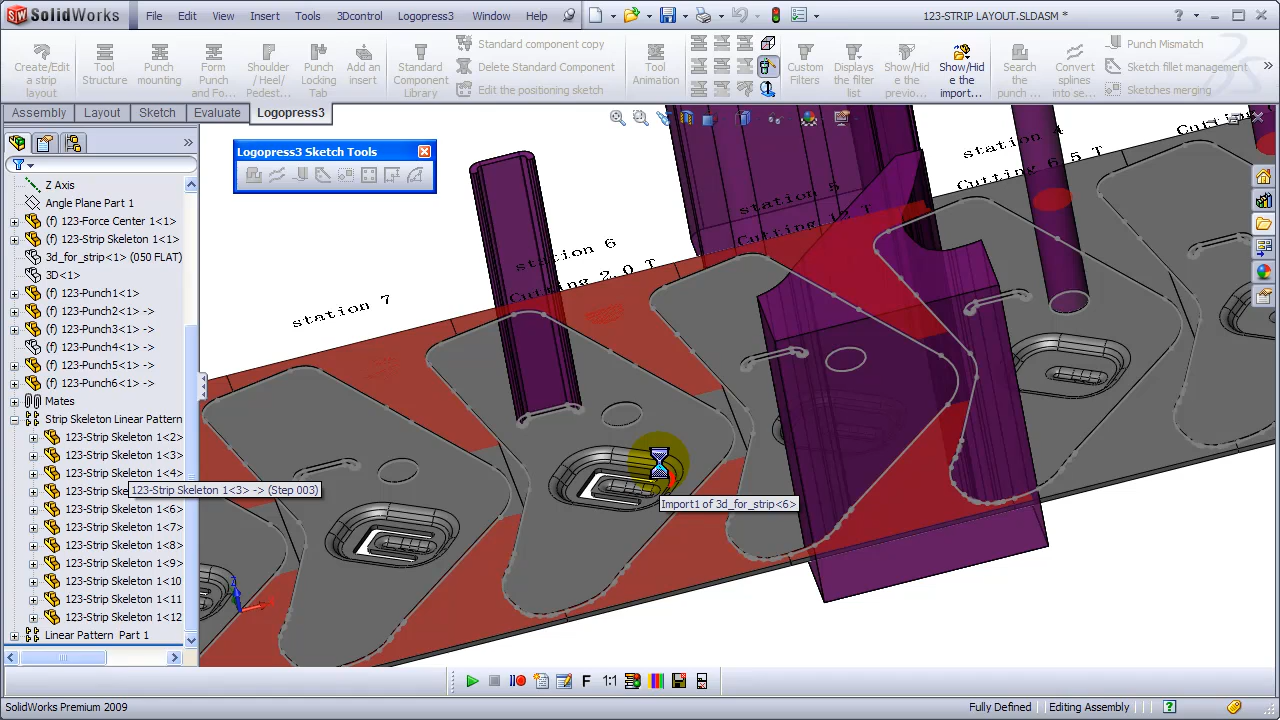 SolidWorks
File Edit View Insert Tools 3Dcontrol Logopress3 Window Help
123-STRIP LAYOUT.SLDASM *
Create/Edit a strip
Tool Structure
Punch mounting
Form Punch and Fo...
Shoulder / Heel Pedest...
Punch Locking Tab
Add an insert
Standard Component Library
Standard component copy
Delete Standard Component
Edit the positioning sketch
Tool Animation
Custom Filters
Displays the filter list
Show/Hid e the previo...
Show/Hid e the import...
Search the punch ...
Convert splines into se...
Punch Mismatch
fillet management
Sketches merging
Assembly Layout Sketch Evaluate Logopress3
Logopress3 Sketch Tools
Z Axis
Angle Plane Part 1
(f) 123-Force Center 1<1>
(f) 123-Strip Skeleton 1<1>
3d_for_strip<1> (050 FLAT)
3D<1>
(f) 123-Punch1<1>
(f) 123-Punch2<1> ->
(f) 123-Punch3<1> ->
(f) 123-Punch4<1> ->
(f) 123-Punch5<1> ->
(f) 123-Punch6<1> ->
Mates
Strip Skeleton Linear Pattern
123-Strip Skeleton 1<2>
123-Strip Skeleton 1<3>
123-Strip Skeleton 1<4>
123-Strip Ske
123-Strip Skeleton 1<6>
123-Strip Skeleton 1<7>
123-Strip Skeleton 1<8>
123-Strip Skeleton 1<9>
123-Strip Skeleton 1<10
123-Strip Skeleton 1<11
123-Strip Skeleton 1<12
Linear Pattern Part 1
123-Strip Skeleton 1<3> -> (Step 003)
station 7
station 6
Cutting 2.0 T
station 5
Cutting 12 T
station 4
Cutting 6.5 T
Import1 of 3d_for_strip<6>
F 1:1
SolidWorks Premium 2009
Fully Defined Editing Assembly